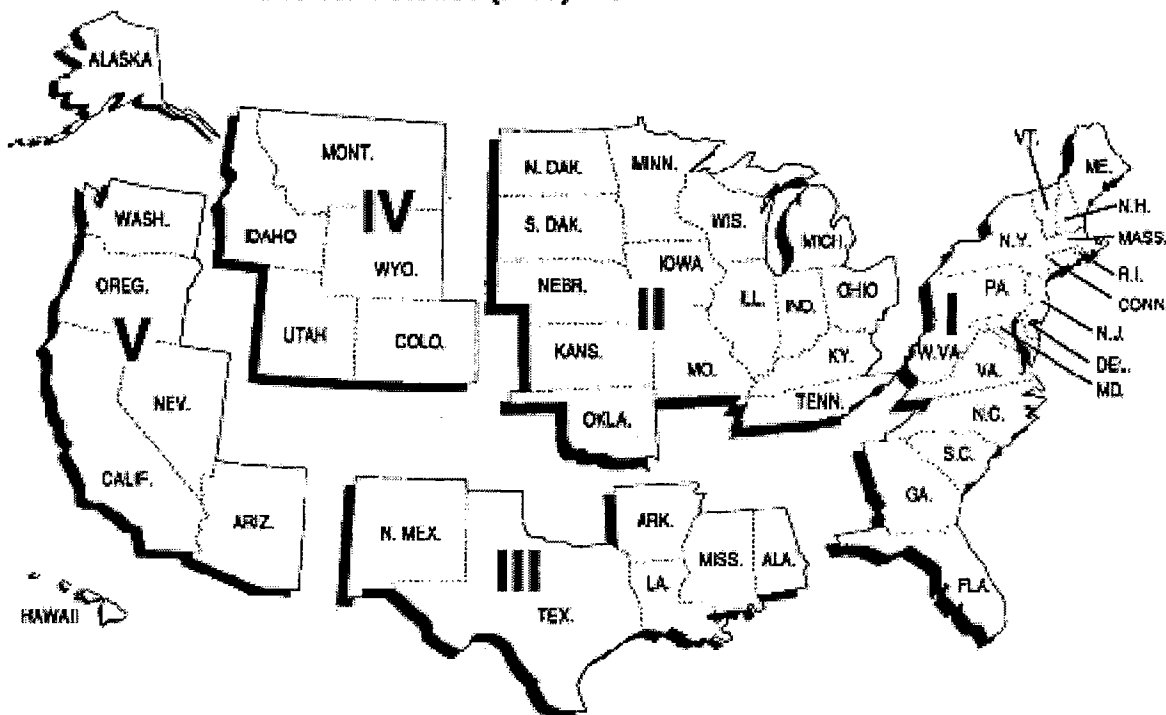 ALASKA
WASH.
OREG.
V
NEV.
CALIF.
ARIZ.
HAWAII
MONT.
IV
IDAHO
WYO.
UTAH
COLO.
N. DAK.
MINN.
S. DAK.
WIS.
MICH.
NEBR.
IOWA
II
ILL.
IND.
OHIO
KANS.
MO.
KY.
OKLA.
TENN.
N. MEX.
III
TEX.
ARK.
LA.
MISS.
ALA.
VT.
ME.
N.H.
MASS.
N.Y.
R.I.
CONN.
PA.
I
N.J.
DEL.
MD.
W.VA.
VA.
N.C.
S.C.
GA.
FLA.